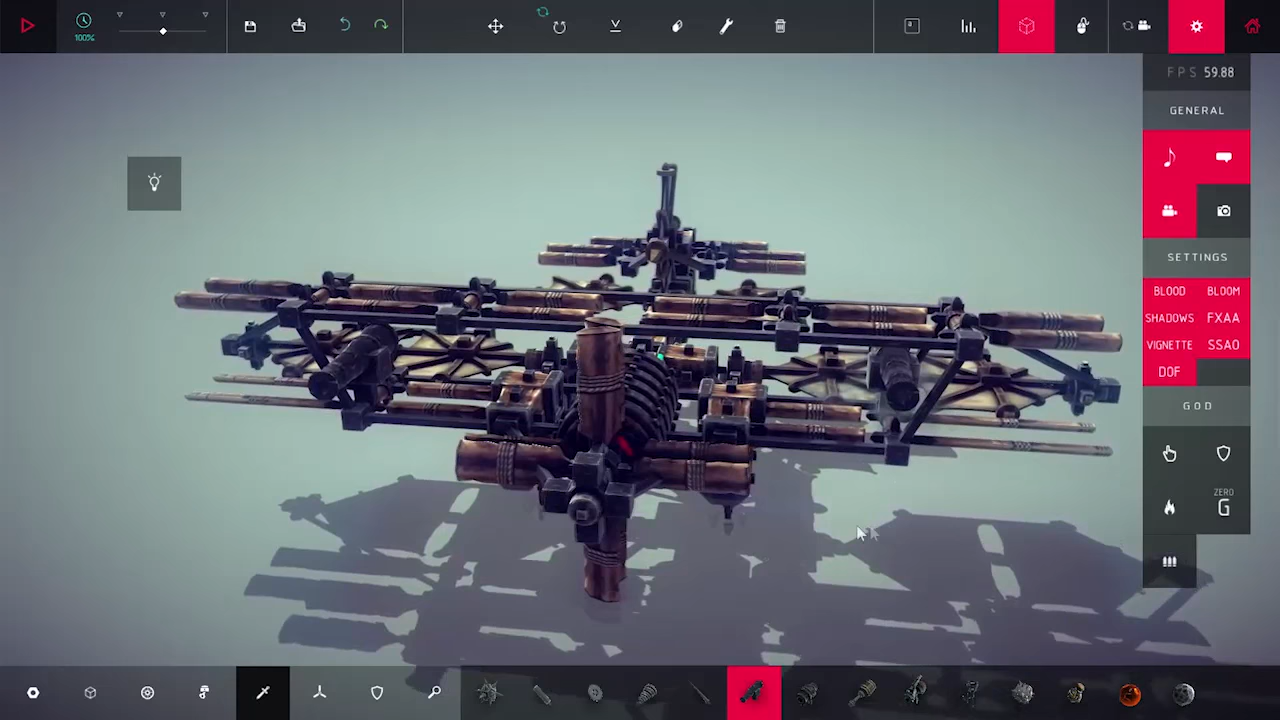 100%
FPS 59.88
GENERAL
SETTINGS
BLOOD BLOOM
SHADOWS FXAA
VIGNETTE SSAO
DOF
GOD
ZERO
G